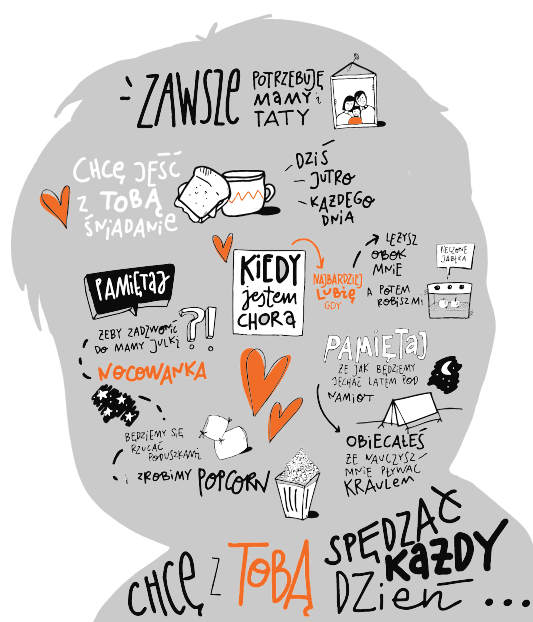 ZAWSZE
POTRZEBUJĘ
MAMY i
TATY
CHCĘ JEŚĆ
Z TOBĄ
ŚNIADANIE
- DZIŚ
- JUTRO
- KAŻDEGO
DNIA
KIEDY
jestem
CHORA
NAJBARDZIEJ
LUBIĘ
GDY
LEŻYSZ
OBOK
MNIE
A POTEM
ROBISZ MI
PIECZONE
JABŁKA
PAMIĘTAJ
ŻEBY ZADZWONIĆ
DO MAMY JULKI
?!
NOCOWANKA
BĘDZIEMY SIĘ
RZUCAĆ
PODUSZKAMI
i ZROBIMY POPCORN
PAMIĘTAJ
ŻE JAK BĘDZIEMY
JECHAĆ LATEM POD
NAMIOT
OBIECAŁEŚ
ŻE NAUCZYSZ
MNIE PŁYWAĆ
KRAULEM
CHCĘ Z TOBĄ SPĘDZAĆ
KAŻDY
DZień ...